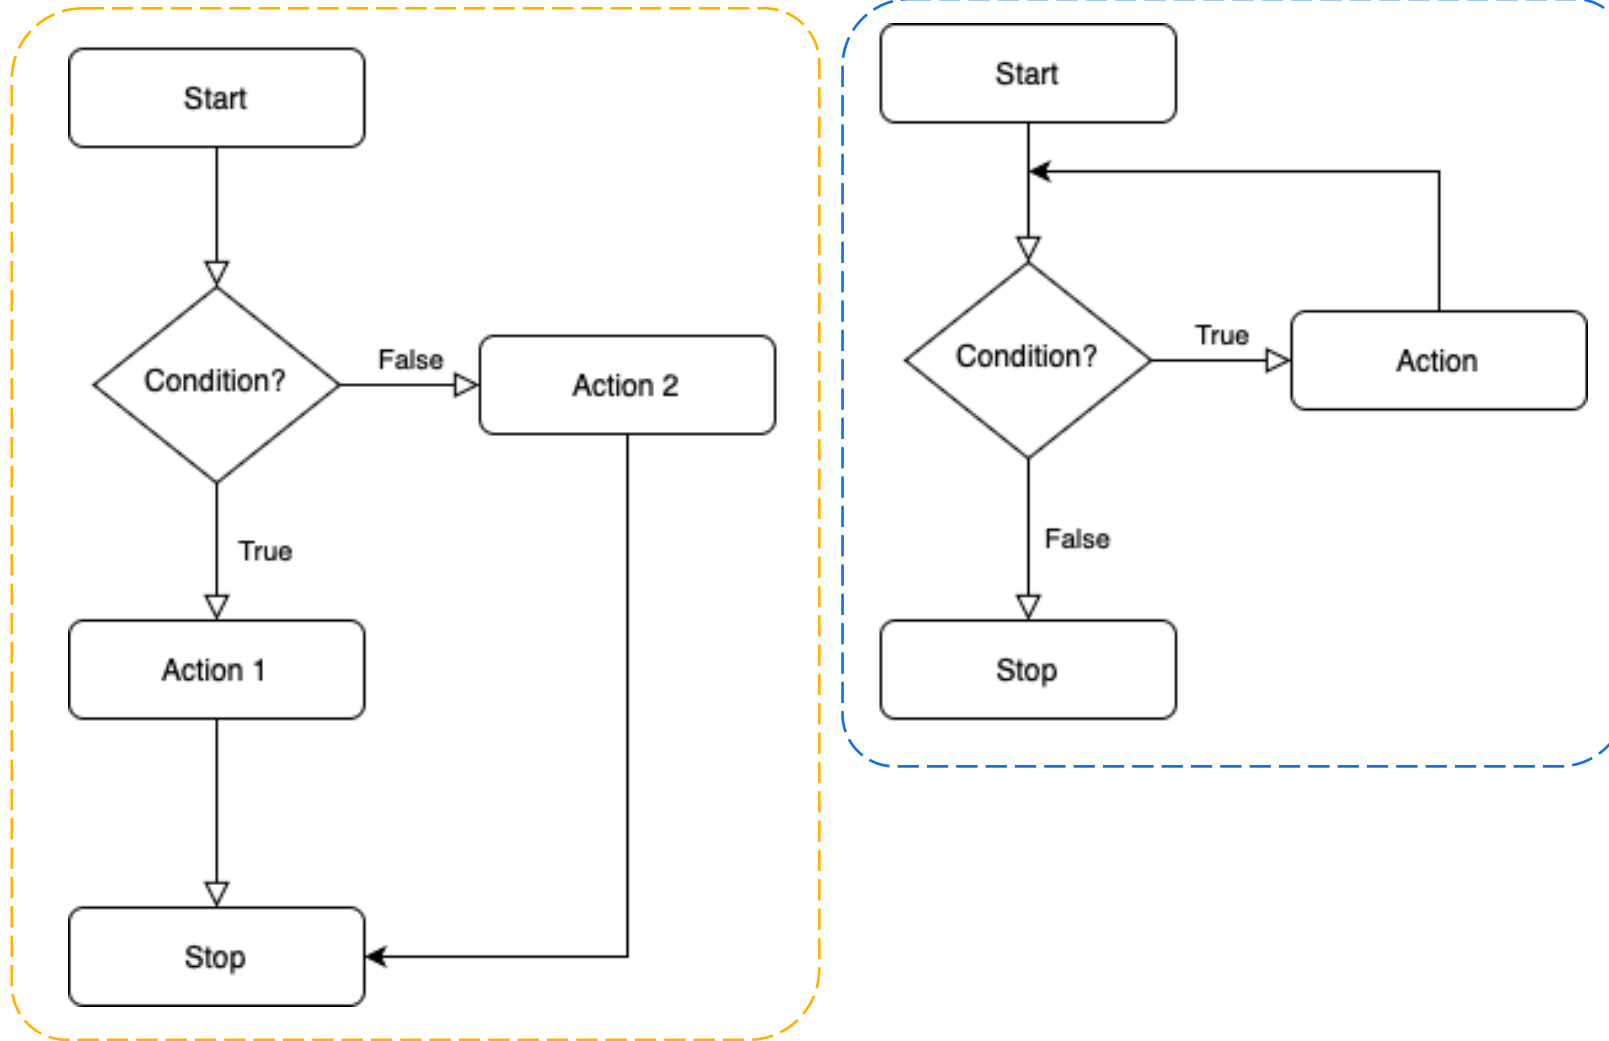 Start
Condition?
False
Action 2
True
Action 1
Stop
Start
Condition?
True
Action
False
Stop